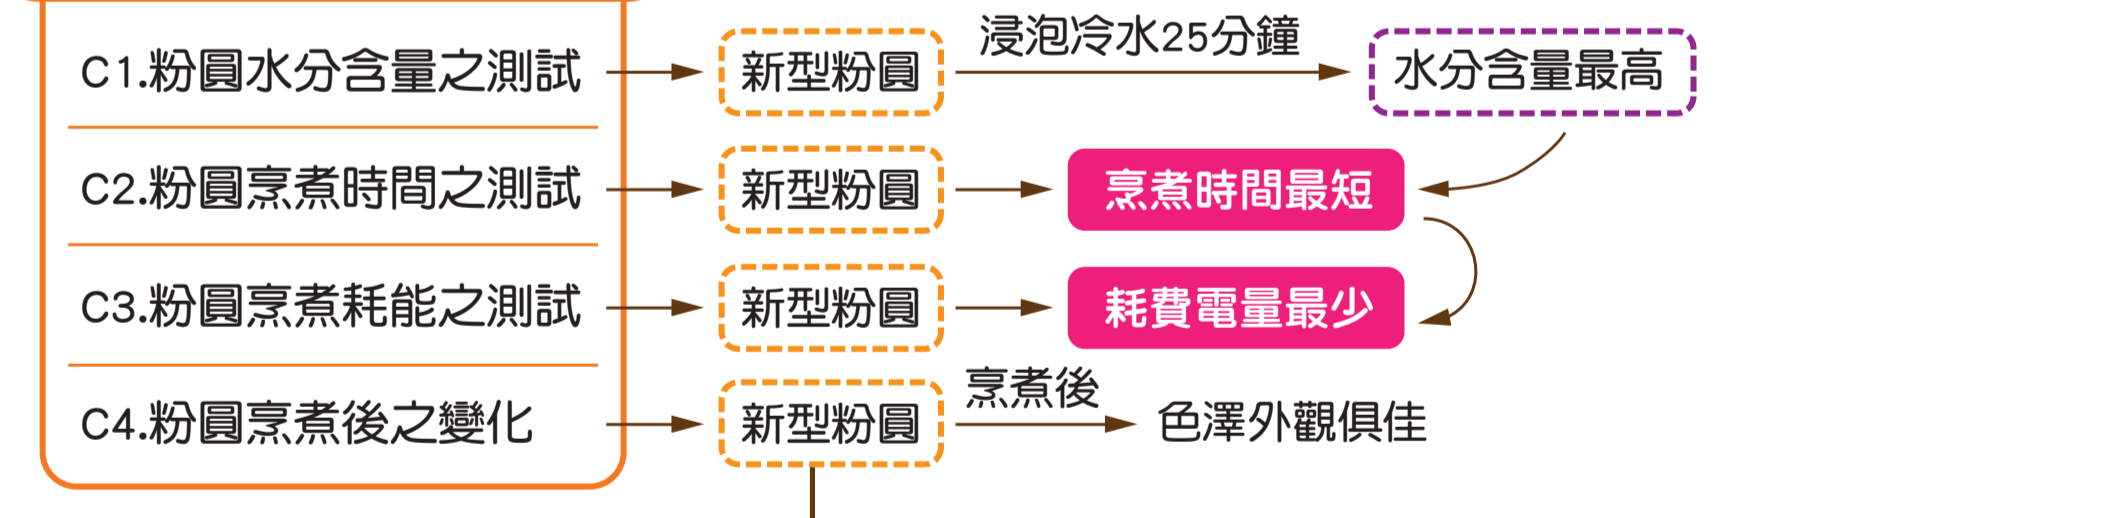 C1.粉圓水分含量之測試
新型粉圓
浸泡冷水25分鐘
水分含量最高
C2.粉圓烹煮時間之測試
新型粉圓
烹煮時間最短
C3.粉圓烹煮耗能之測試
新型粉圓
耗費電量最少
C4.粉圓烹煮後之變化
新型粉圓
烹煮後
色澤外觀俱佳